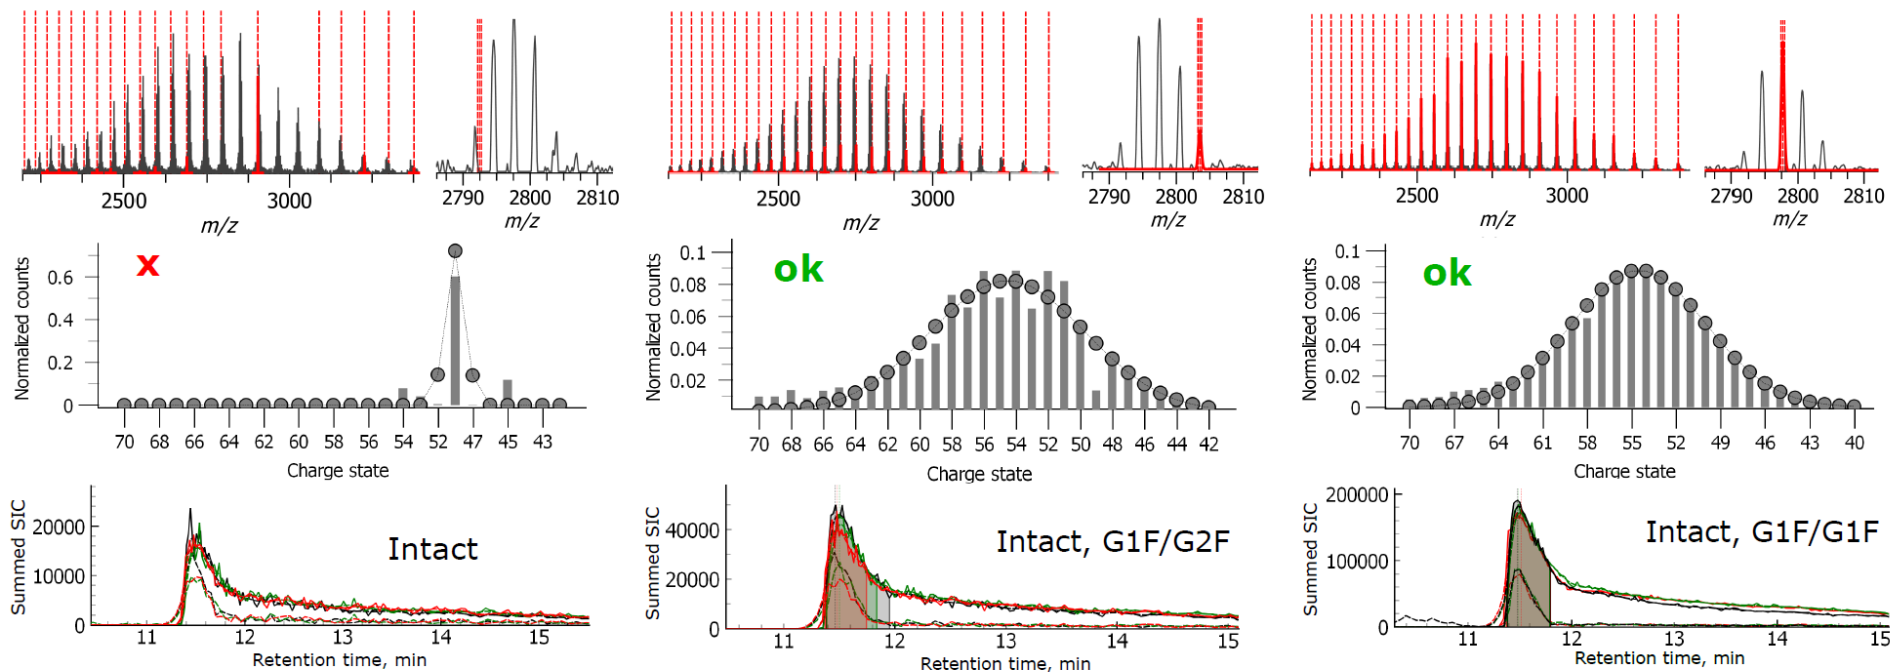 2500 3000
m/z
2790 2800 2810
m/z
2500 3000
m/z
2790 2800 2810
m/z
2500 3000
m/z
2790 2800 2810
m/z
Normalized counts
0.6
0.4
0.2
0
x
70 68 66 64 62 60 58 56 54 52 47 45 43
Charge state
Normalized counts
0.1
0.08
0.06
0.04
0.02
ok
70 68 66 64 62 60 58 56 54 52 50 48 46 44 42
Charge state
Normalized counts
0.1
0.08
0.06
0.04
0.02
0
ok
70 67 64 61 58 55 52 49 46 43 40
Charge state
Summed SIC
20000
10000
0
Intact
11 12 13 14 15
Retention time, min
Summed SIC
40000
20000
0
Intact, G1F/G2F
11 12 13 14 15
Retention time, min
Summed SIC
200000
100000
0
Intact, G1F/G1F
11 12 13 14 15
Retention time, min